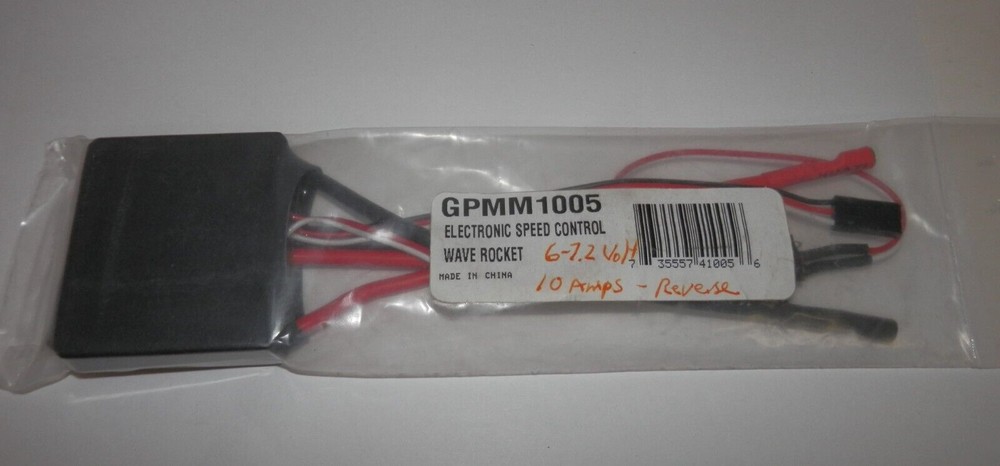 GPMM1005
ELECTRONIC SPEED CONTROL
WAVE ROCKET 6-7.2 Volt
MADE IN CHINA
7 35557 41005 6
10 Amps - Reverse